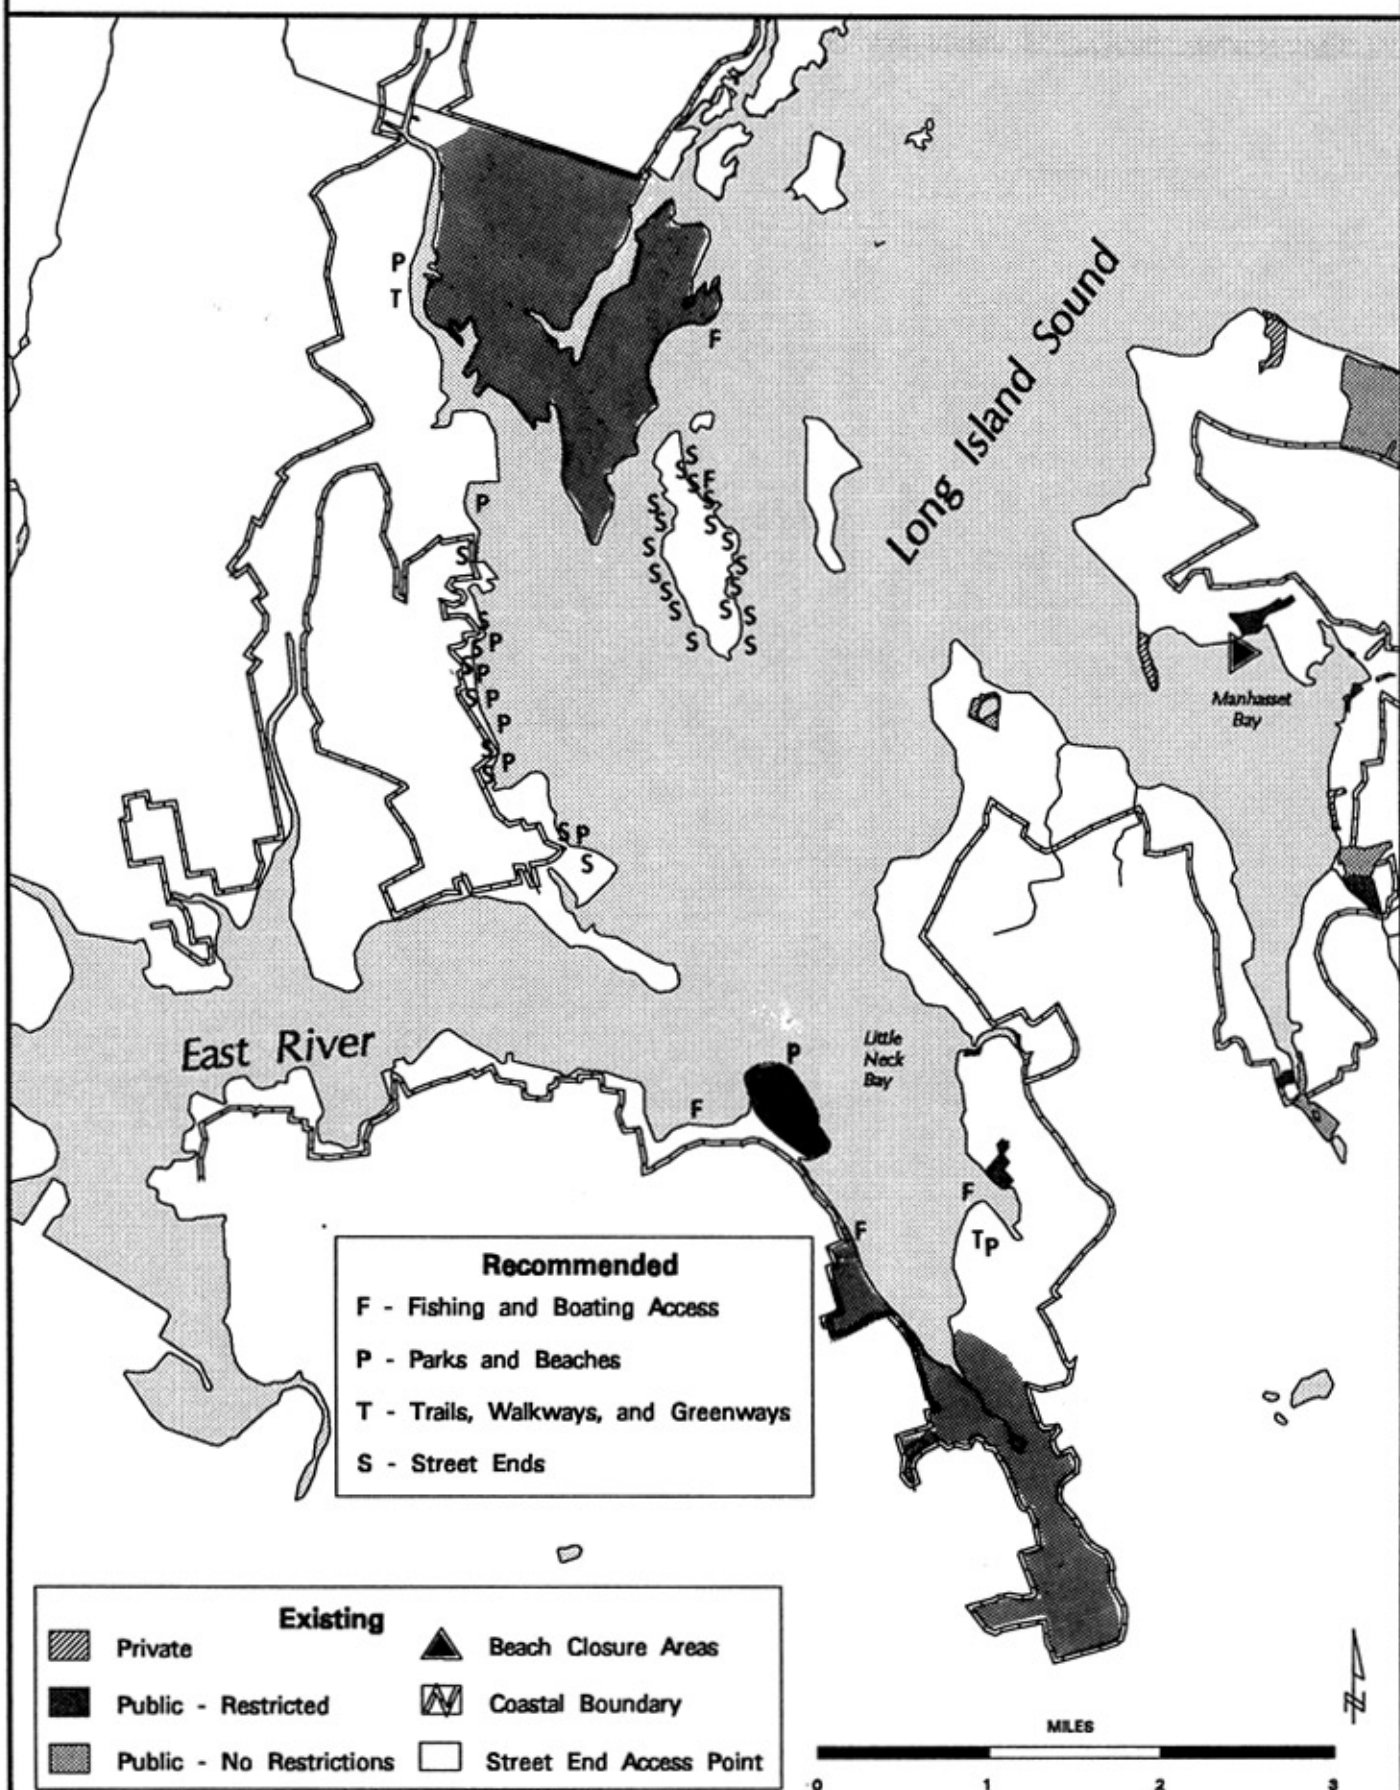 P
T
F
Long Island Sound
S
S
S F
S S
S S
S S
S S
S S
S S S
S S
P
S
S
S P
S P
S P
P
S P
S
S P
S
Manhasset
Bay
East River
Little
Neck
Bay
P
F
F
F
T P
Recommended
F - Fishing and Boating Access
P - Parks and Beaches
T - Trails, Walkways, and Greenways
S - Street Ends
Existing
Private
Public - Restricted
Public - No Restrictions
Beach Closure Areas
Coastal Boundary
Street End Access Point
N
MILES
0 1 2 3